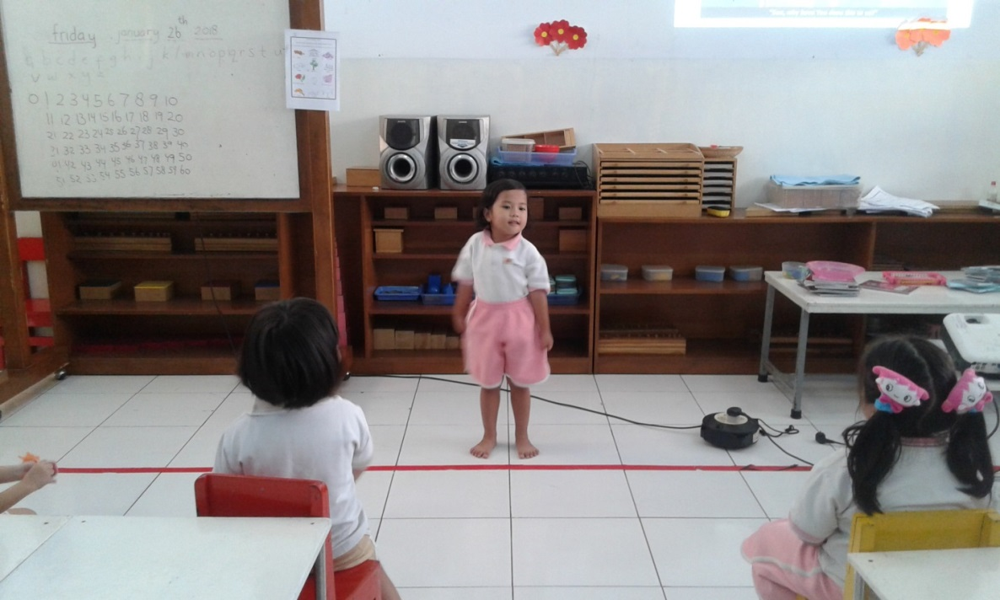 friday, january 26th 2018
b c d e f g h i j k l m n o p q r s t u
v w x y z
0 1 2 3 4 5 6 7 8 9 10
11 12 13 14 15 16 17 18 19 20
21 22 23 24 25 26 27 28 29 30
31 32 33 34 35 36 37 38 39 40
41 42 43 44 45 46 47 48 49 50
51 52 53 54 55 56 57 58 59 60